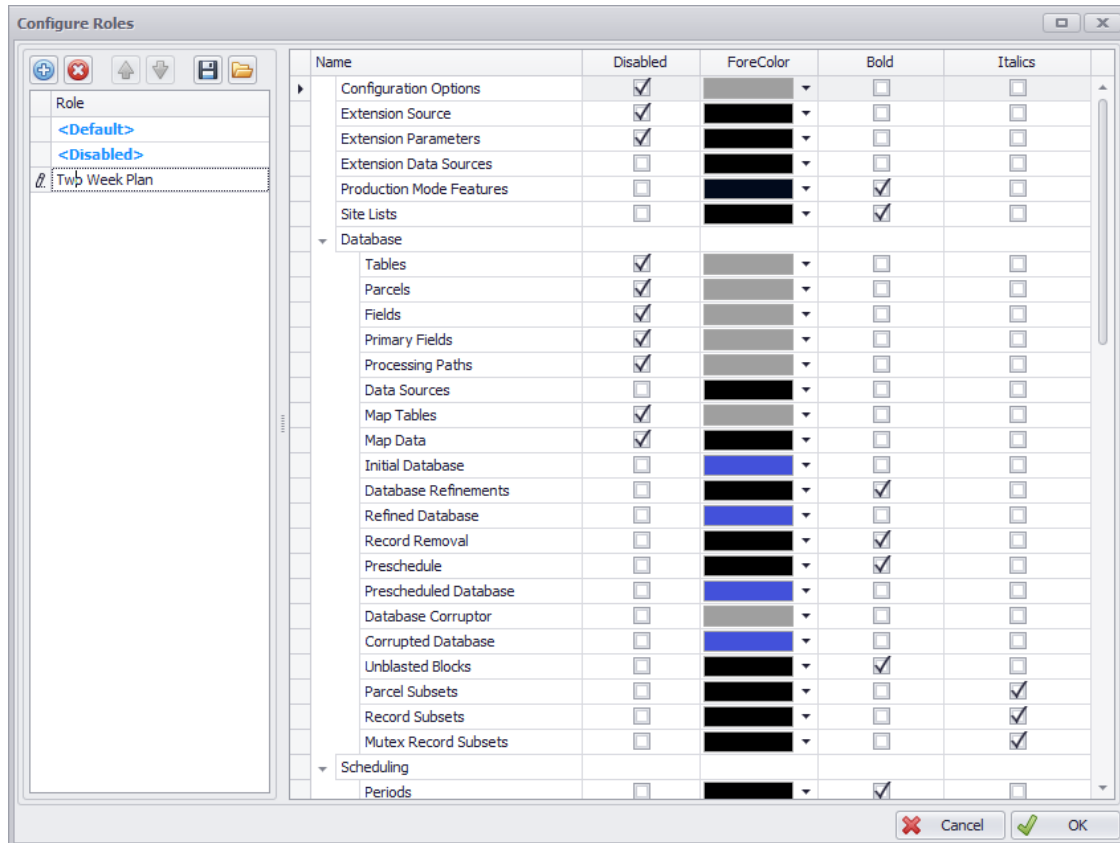 Configure Roles
Role
<Default>
<Disabled>
Two Week Plan
Name Disabled ForeColor Bold Italics
Configuration Options
Extension Source
Extension Parameters
Extension Data Sources
Production Mode Features
Site Lists
Database
Tables
Parcels
Fields
Primary Fields
Processing Paths
Data Sources
Map Tables
Map Data
Initial Database
Database Refinements
Refined Database
Record Removal
Preschedule
Prescheduled Database
Database Corruptor
Corrupted Database
Unblasted Blocks
Parcel Subsets
Record Subsets
Mutex Record Subsets
Scheduling
Periods
Cancel OK